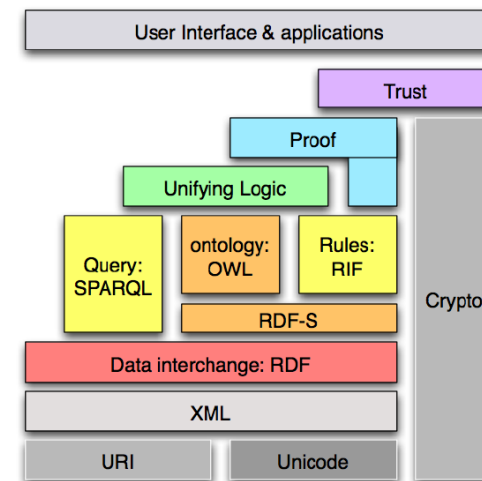 User Interface & applications
Trust
Proof
Unifying Logic
Query:
SPARQL
ontology:
OWL
Rules:
RIF
Crypto
RDF-S
Data interchange: RDF
XML
URI
Unicode